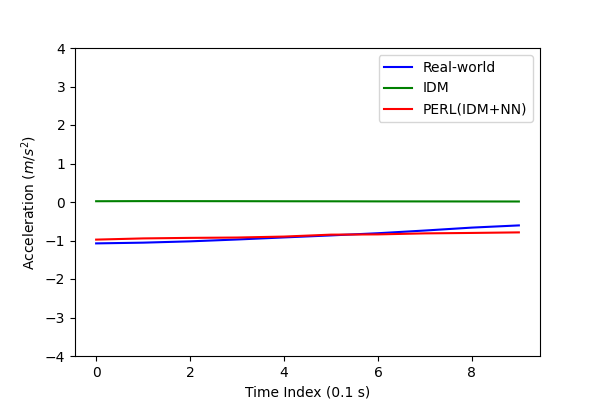 4
3
2
1
0
−1
−2
−3
−4
Acceleration (m/s²)
Real-world
IDM
PERL(IDM+NN)
0 2 4 6 8
Time Index (0.1 s)